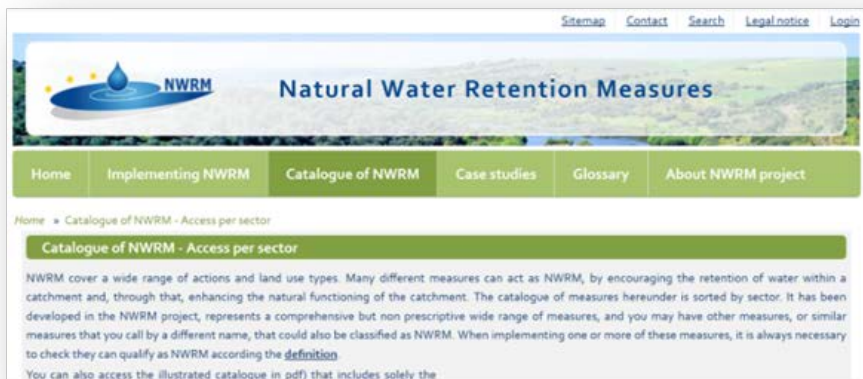 Sitemap Contact Search Legal notice Login
NWRM
Natural Water Retention Measures
Home Implementing NWRM Catalogue of NWRM Case studies Glossary About NWRM project
Home » Catalogue of NWRM - Access per sector
Catalogue of NWRM - Access per sector
NWRM cover a wide range of actions and land use types. Many different measures can act as NWRM, by encouraging the retention of water within a
catchment and, through that, enhancing the natural functioning of the catchment. The catalogue of measures hereunder is sorted by sector. It has been
developed in the NWRM project, represents a comprehensive but non prescriptive wide range of measures, and you may have other measures, or similar
measures that you call by a different name, that could also be classified as NWRM. When implementing one or more of these measures, it is always necessary
to check they can qualify as NWRM according the definition.
You can also access the illustrated catalogue in pdf) that includes solely the